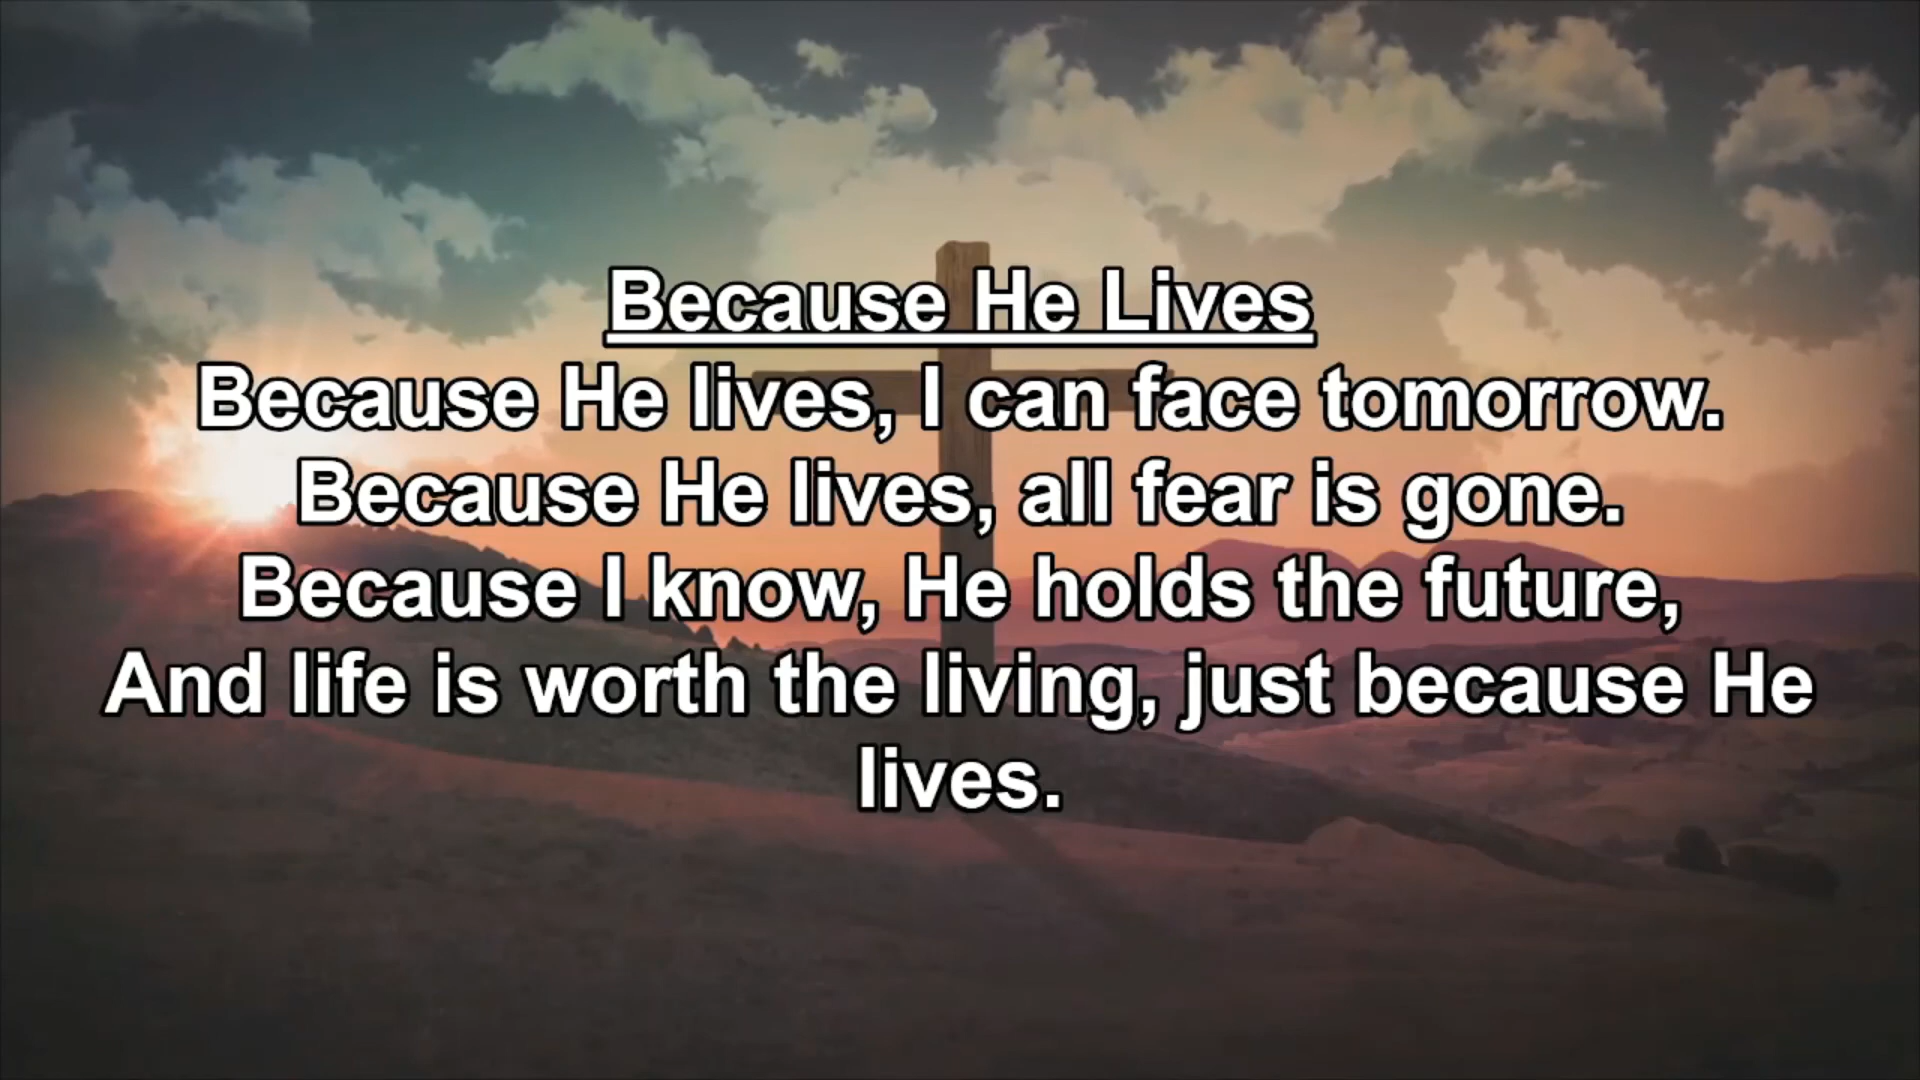 Because He Lives
Because He lives, I can face tomorrow.
Because He lives, all fear is gone.
Because I know, He holds the future,
And life is worth the living, just because He
lives.